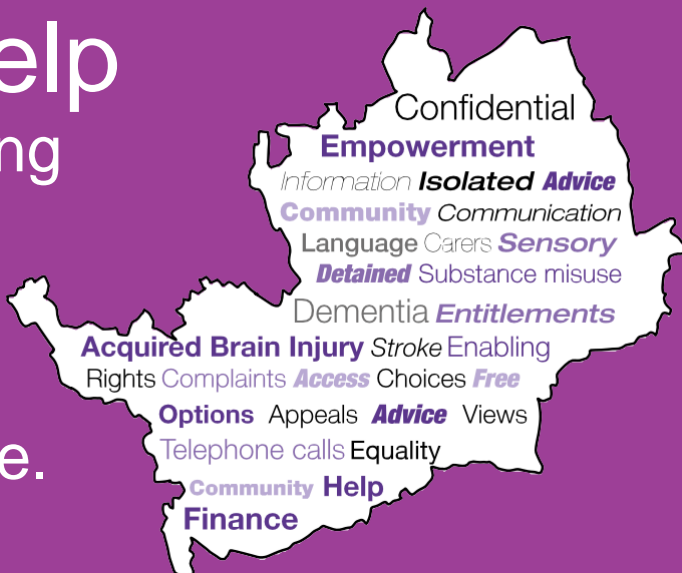 elp
ng
e.
Confidential
Empowerment
Information Isolated Advice
Community Communication
Language Carers Sensory
Detained Substance misuse
Dementia Entitlements
Acquired Brain Injury Stroke Enabling
Rights Complaints Access Choices Free
Options Appeals Advice Views
Telephone calls Equality
Community Help
Finance